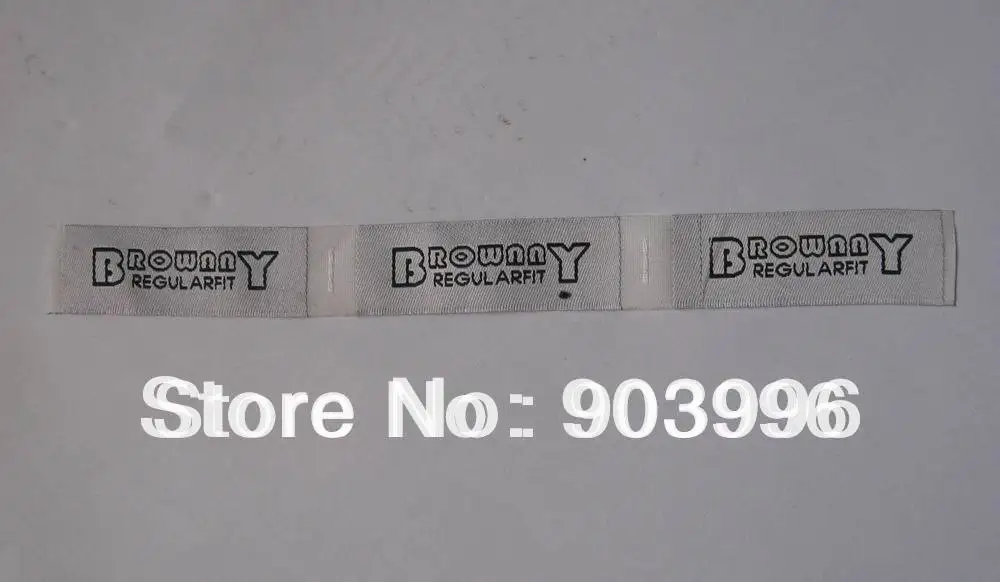 BROWNNY BROWNNY BROWNNY
REGULARFIT REGULARFIT REGULARFIT
Store No: 903996